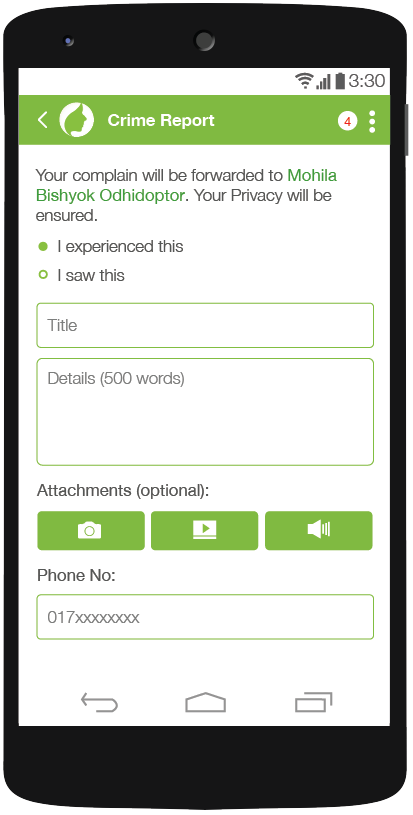 3:30
Crime Report
4
Your complain will be forwarded to Mohila
Bishyok Odhidoptor. Your Privacy will be
ensured.
I experienced this
I saw this
Title
Details (500 words)
Attachments (optional):
Phone No:
017xxxxxxxx